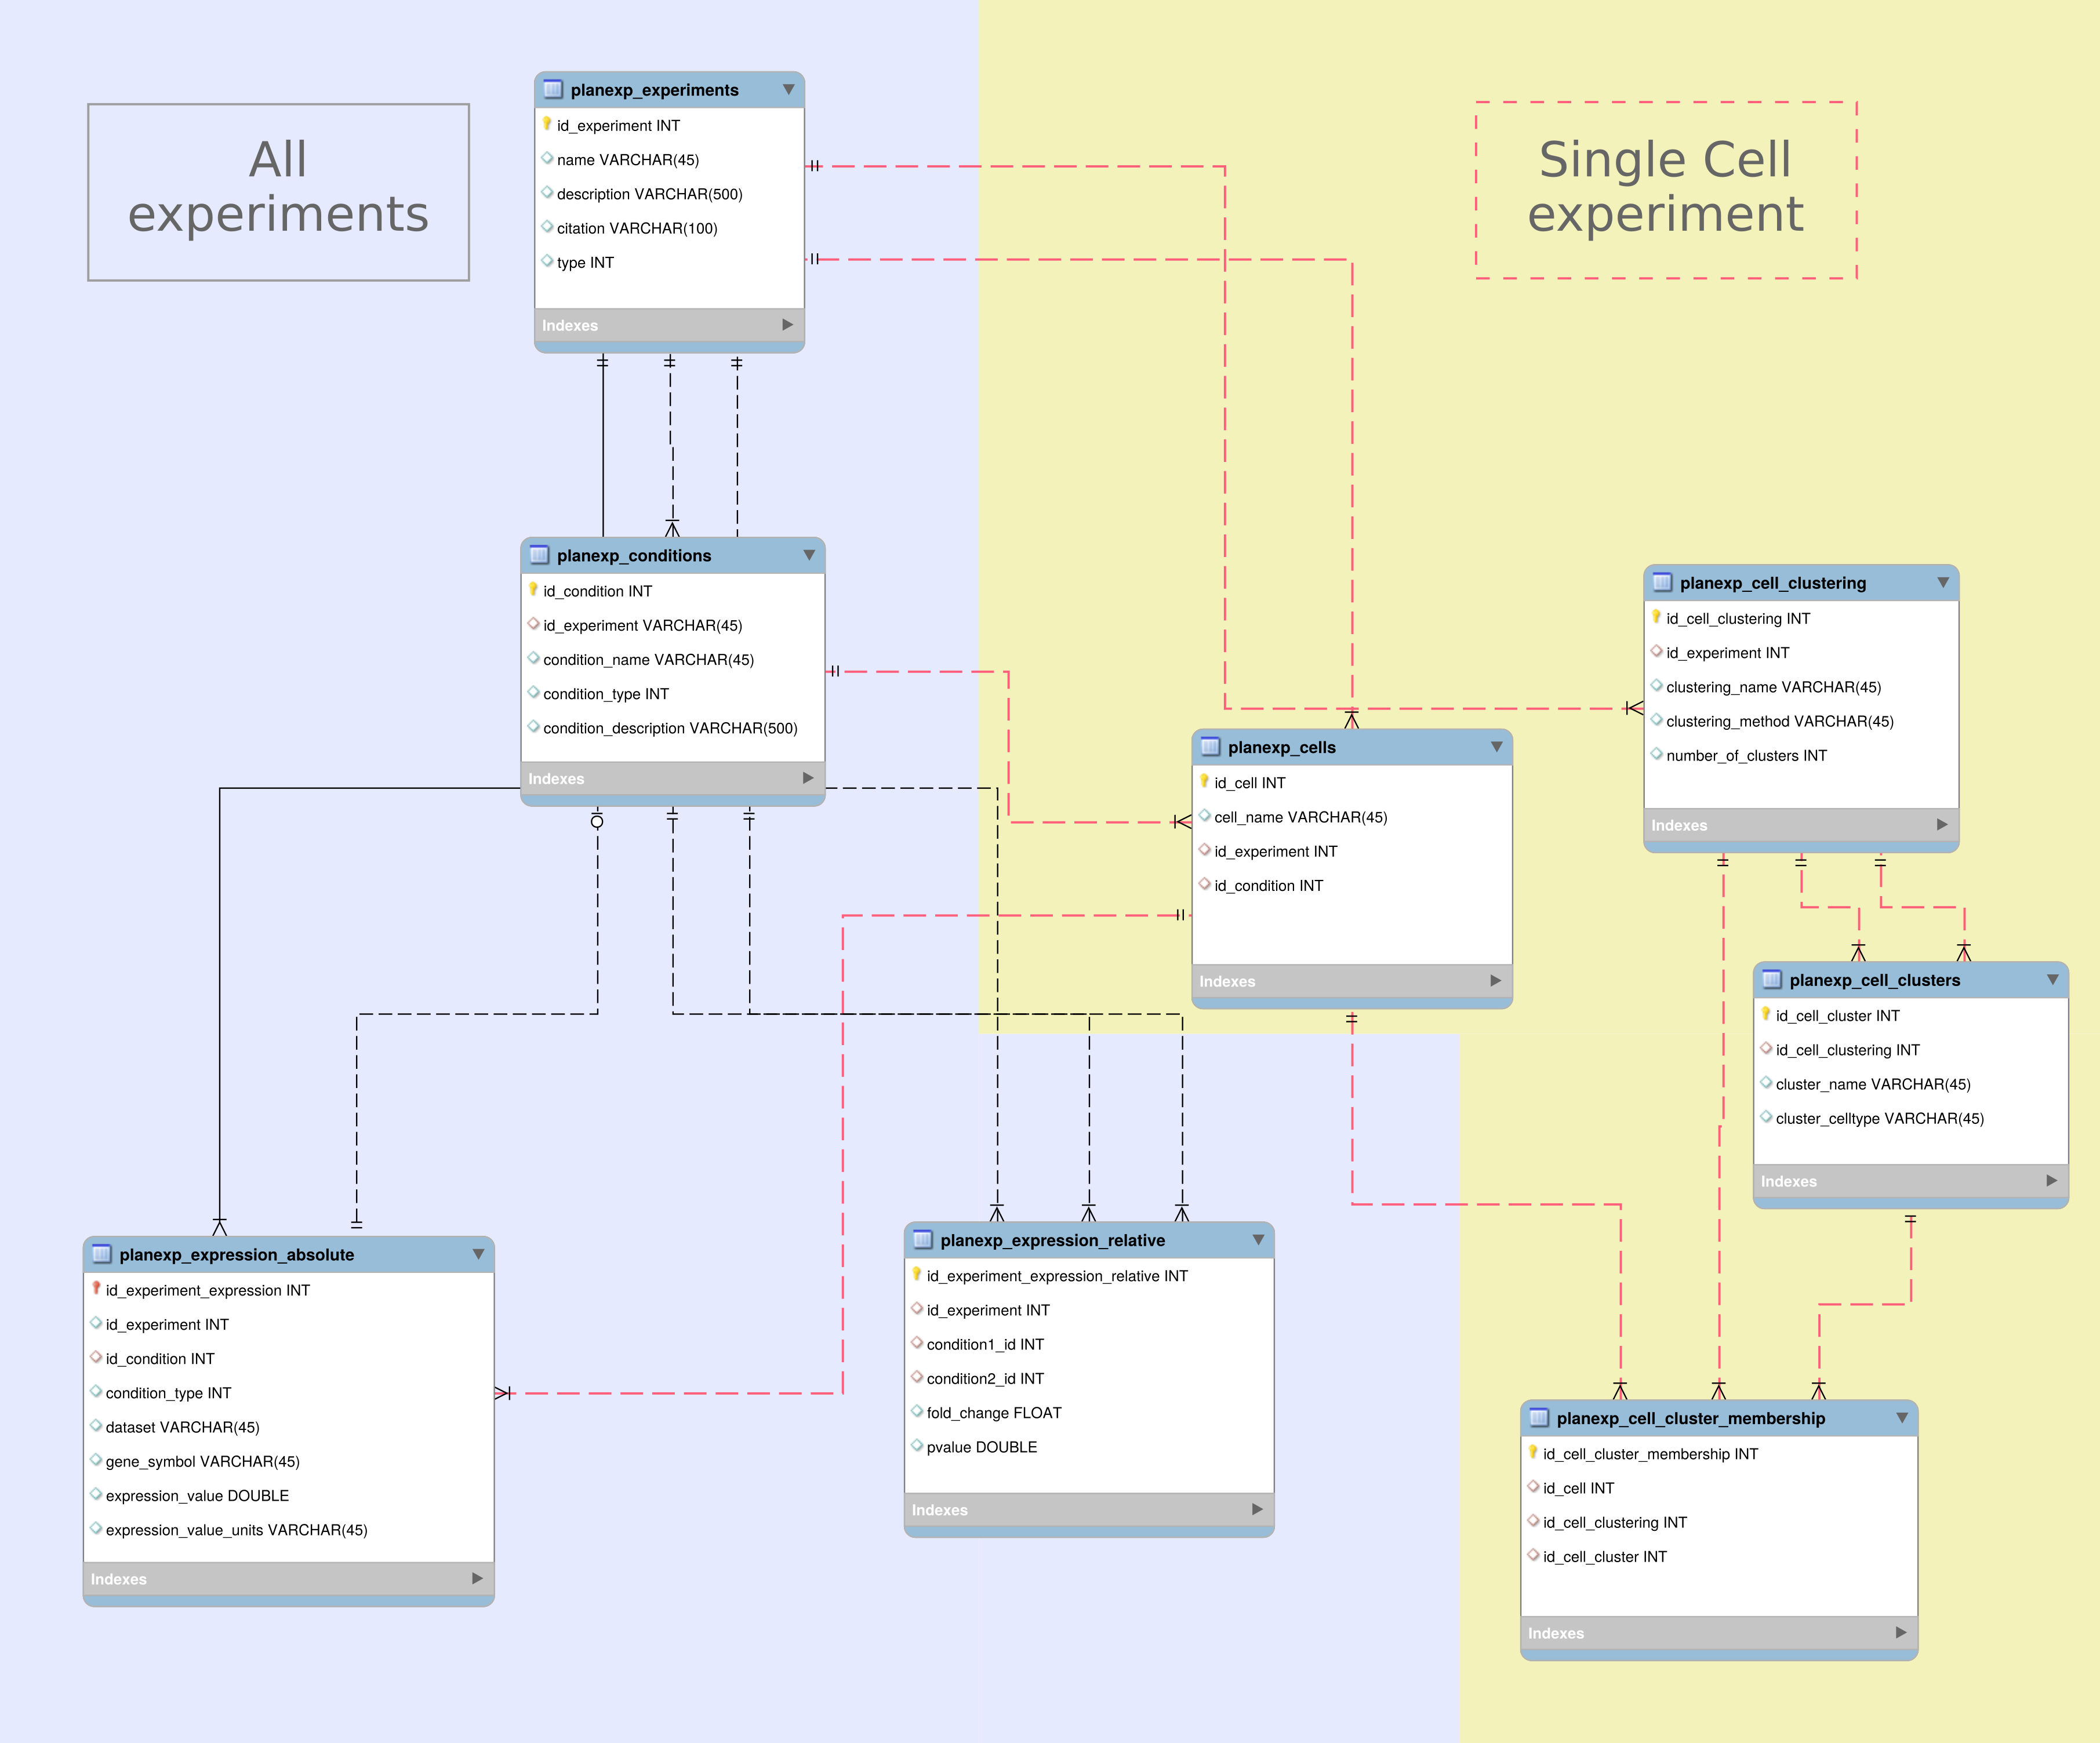 All
experiments
Single Cell
experiment
planexp_experiments
id_experiment INT
name VARCHAR(45)
description VARCHAR(500)
citation VARCHAR(100)
type INT
Indexes
planexp_conditions
id_condition INT
id_experiment VARCHAR(45)
condition_name VARCHAR(45)
condition_type INT
condition_description VARCHAR(500)
Indexes
planexp_cells
id_cell INT
cell_name VARCHAR(45)
id_experiment INT
id_condition INT
Indexes
planexp_cell_clustering
id_cell_clustering INT
id_experiment INT
clustering_name VARCHAR(45)
clustering_method VARCHAR(45)
number_of_clusters INT
Indexes
planexp_cell_clusters
id_cell_cluster INT
id_cell_clustering INT
cluster_name VARCHAR(45)
cluster_celltype VARCHAR(45)
Indexes
planexp_expression_absolute
id_experiment_expression INT
id_experiment INT
id_condition INT
condition_type INT
dataset VARCHAR(45)
gene_symbol VARCHAR(45)
expression_value DOUBLE
expression_value_units VARCHAR(45)
Indexes
planexp_expression_relative
id_experiment_expression_relative INT
id_experiment INT
condition1_id INT
condition2_id INT
fold_change FLOAT
pvalue DOUBLE
Indexes
planexp_cell_cluster_membership
id_cell_cluster_membership INT
id_cell INT
id_cell_clustering INT
id_cell_cluster INT
Indexes